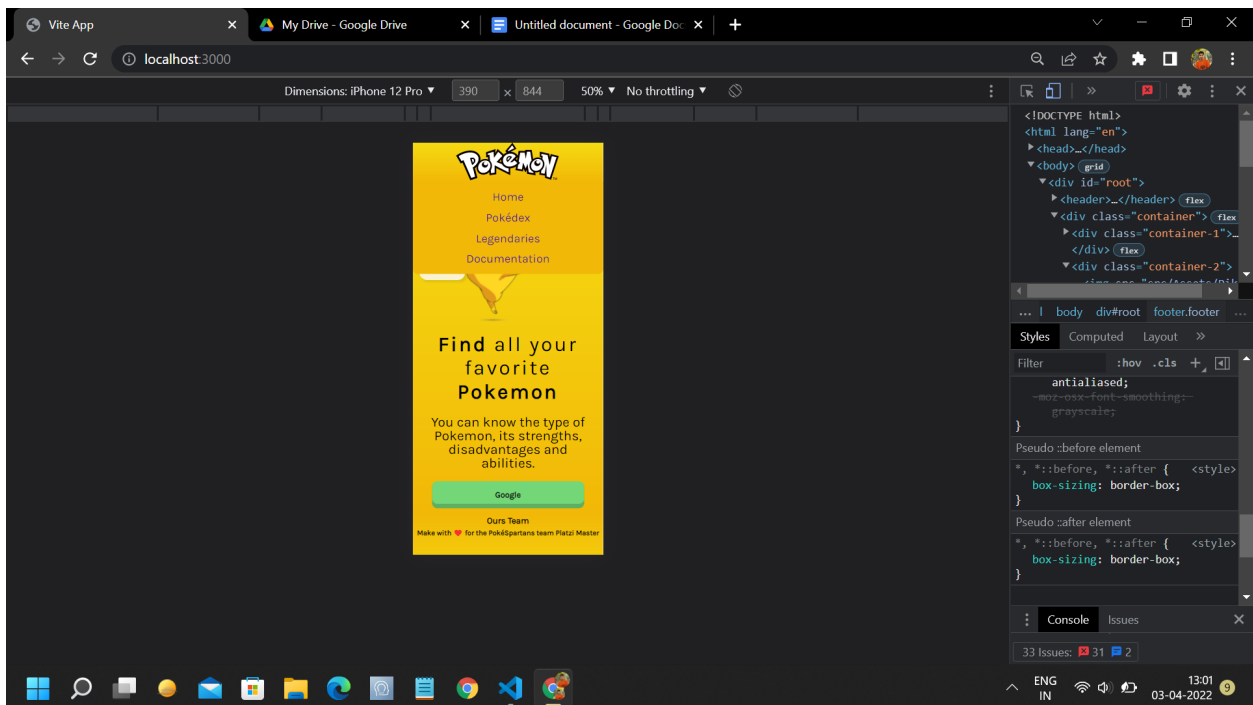 Vite App
My Drive - Google Drive
Untitled document - Google Doc
localhost:3000
Dimensions: iPhone 12 Pro ▼ 390 × 844 50% ▼ No throttling ▼
POKÉMON
Home
Pokédex
Legendaries
Documentation
Find all your
favorite
Pokemon
You can know the type of
Pokemon, its strengths,
disadvantages and
abilities.
Google
Ours Team
Make with ❤ for the PokéSpartans team Platzi Master
<!DOCTYPE html>
<html lang="en">
▶<head>…</head>
▼<body> grid
▼<div id="root">
▶<header>…</header> flex
▼<div class="container"> flex
▶<div class="container-1">…
</div> flex
▼<div class="container-2">
… l body div#root footer.footer …
Styles Computed Layout »
Filter :hov .cls +
antialiased;
-moz-osx-font-smoothing:
grayscale;
}
Pseudo ::before element
*, *::before, *::after { <style>
box-sizing: border-box;
}
Pseudo ::after element
*, *::before, *::after { <style>
box-sizing: border-box;
}
Console Issues
33 Issues: 31 2
ENG
IN
13:01
03-04-2022
9